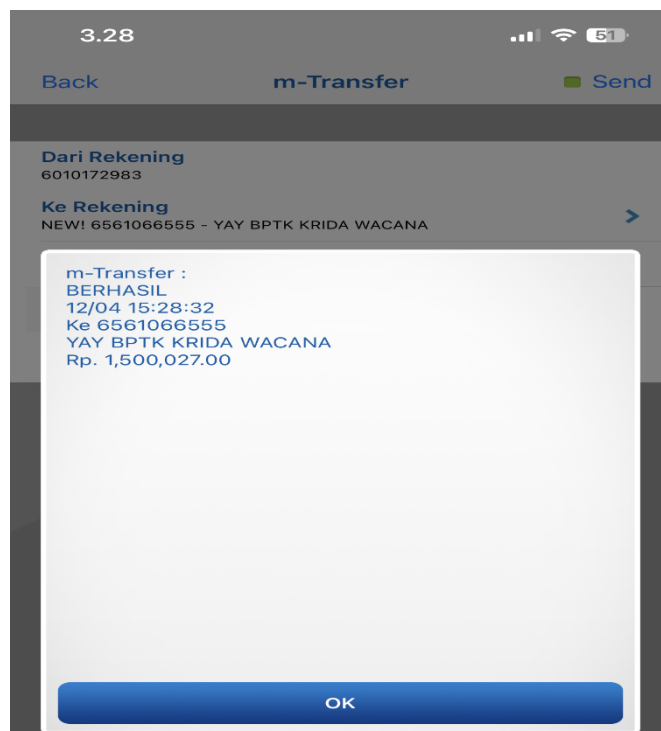 3.28
51
Back
m-Transfer
Send
Dari Rekening
6010172983
Ke Rekening
NEW! 6561066555 - YAY BPTK KRIDA WACANA
m-Transfer :
BERHASIL
12/04 15:28:32
Ke 6561066555
YAY BPTK KRIDA WACANA
Rp. 1,500,027.00
OK